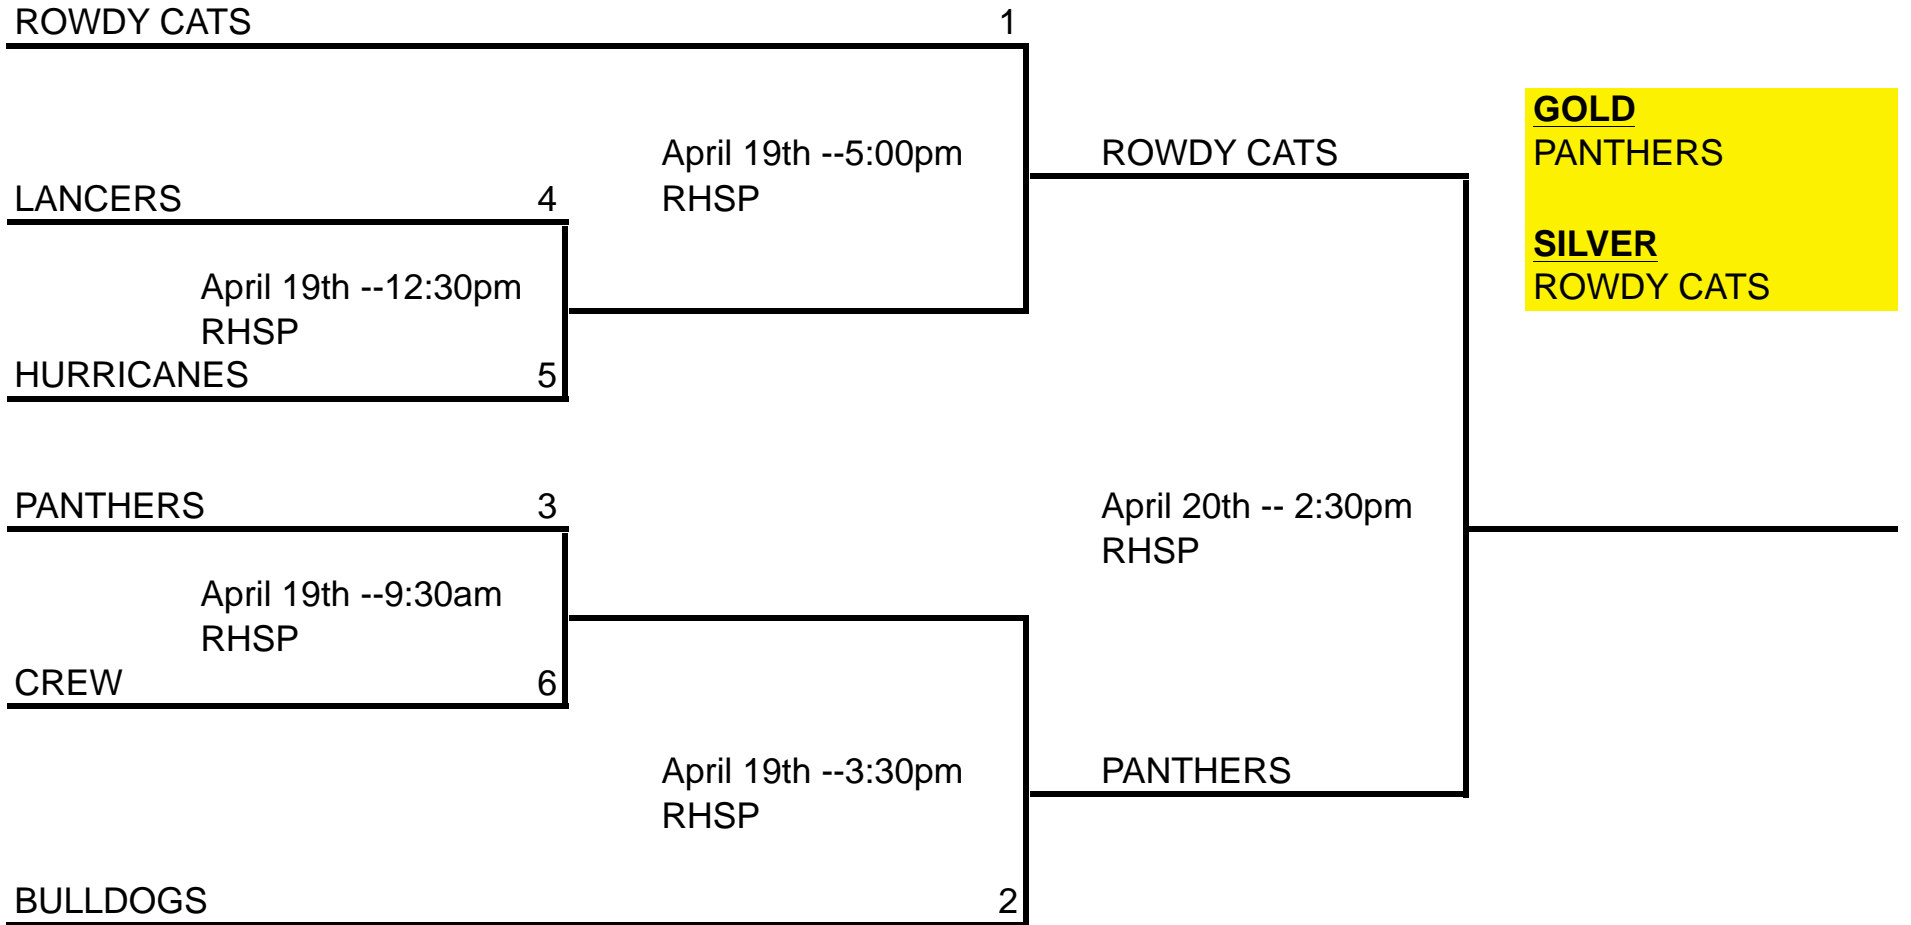 ROWDY CATS 1
GOLD
April 19th --5:00pm ROWDY CATS PANTHERS
LANCERS 4 RHSP
SILVER
April 19th --12:30pm ROWDY CATS
RHSP
HURRICANES 5
PANTHERS 3 April 20th -- 2:30pm
RHSP
April 19th --9:30am
RHSP
CREW 6
April 19th --3:30pm PANTHERS
RHSP
BULLDOGS 2